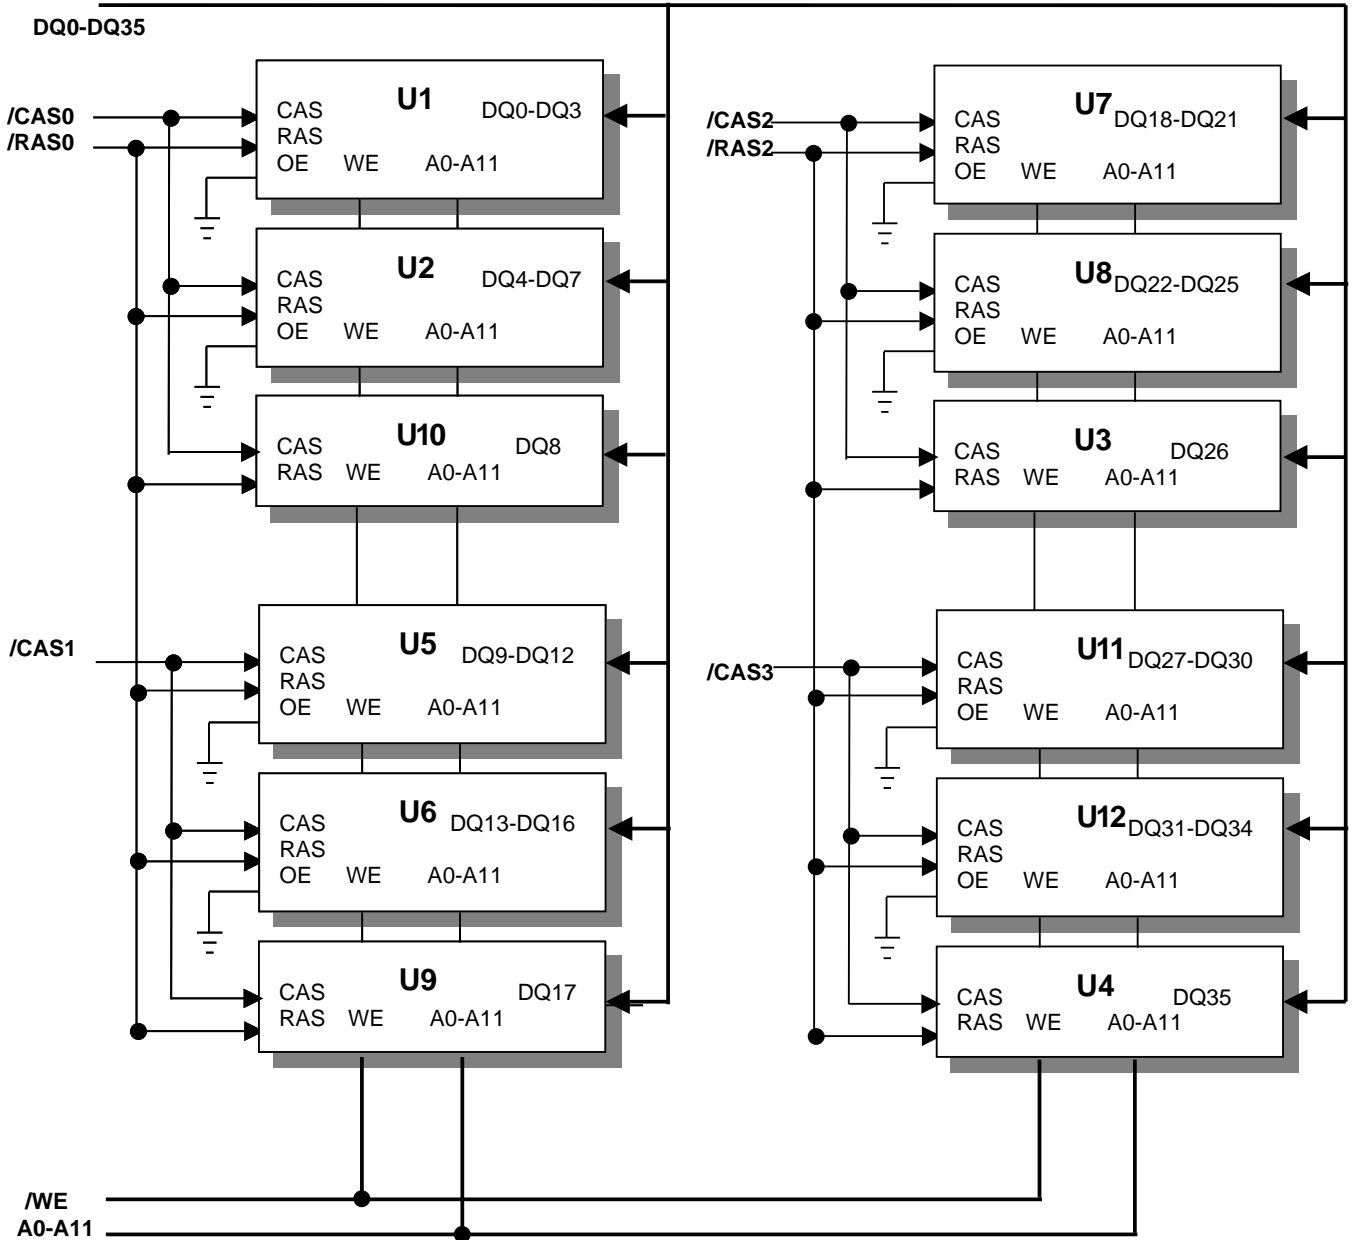 DQ0-DQ35
/CAS0
/RAS0
U1
DQ0-DQ3
CAS
RAS
OE WE A0-A11
U2
DQ4-DQ7
CAS
RAS
OE WE A0-A11
U10
DQ8
CAS
RAS WE A0-A11
/CAS1
U5
DQ9-DQ12
CAS
RAS
OE WE A0-A11
U6
DQ13-DQ16
CAS
RAS
OE WE A0-A11
U9
DQ17
CAS
RAS WE A0-A11
/CAS2
/RAS2
U7
DQ18-DQ21
CAS
RAS
OE WE A0-A11
U8
DQ22-DQ25
CAS
RAS
OE WE A0-A11
U3
DQ26
CAS
RAS WE A0-A11
/CAS3
U11
DQ27-DQ30
CAS
RAS
OE WE A0-A11
U12
DQ31-DQ34
CAS
RAS
OE WE A0-A11
U4
DQ35
CAS
RAS WE A0-A11
/WE
A0-A11